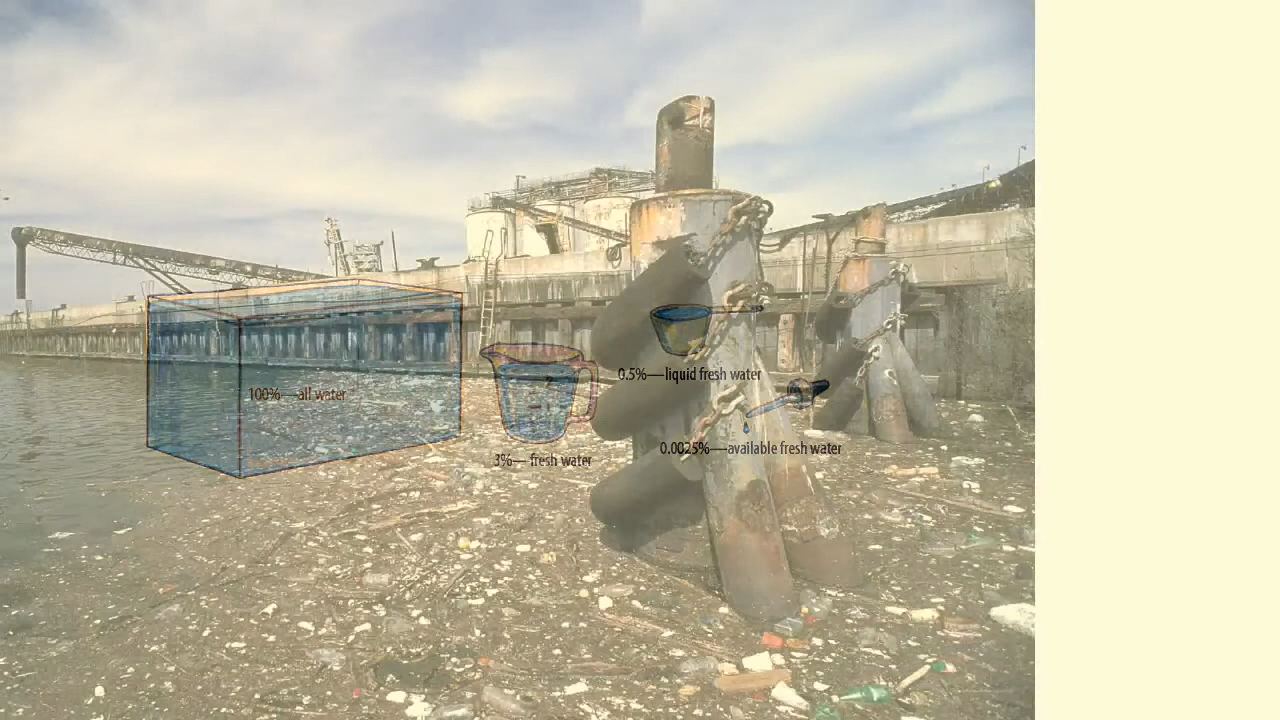 100%—all water
3%— fresh water
0.5%—liquid fresh water
0.0025%—available fresh water